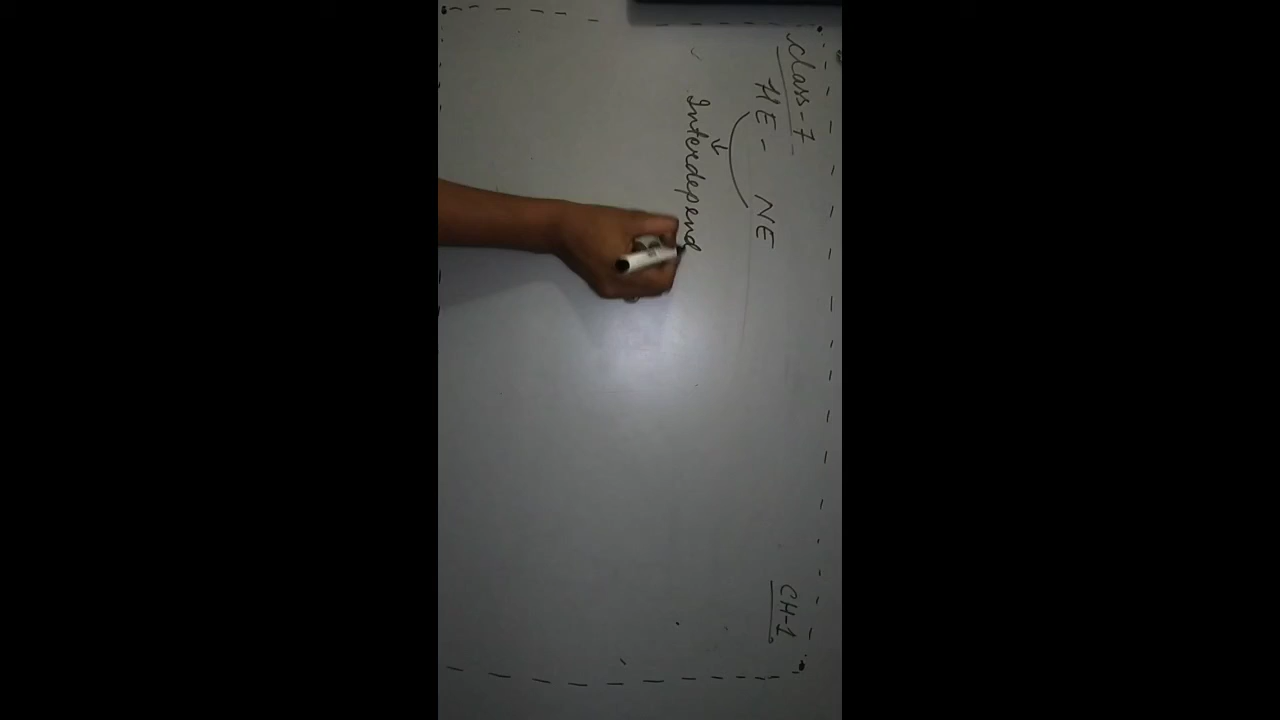 Class-7
CH-1
HE - NE
↓
Interdepend